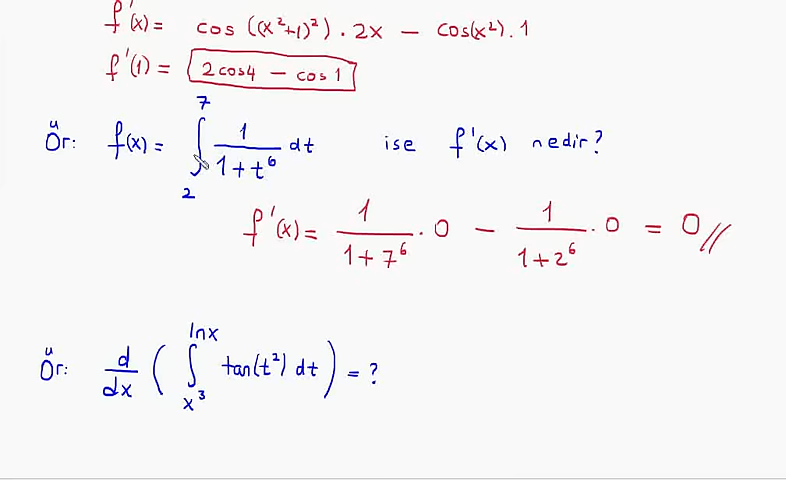 f'(x) = cos((x²+1)²) . 2x − cos(x²) . 1
f'(1) = 2cos4 − cos1
Ör: f(x) = ∫₂⁷ 1/(1+t⁶) dt ise f'(x) nedir?
f'(x) = 1/(1+7⁶) . 0 − 1/(1+2⁶) . 0 = 0 //
Ör: d/dx ( ∫_{x³}^{lnx} tan(t²) dt ) = ?